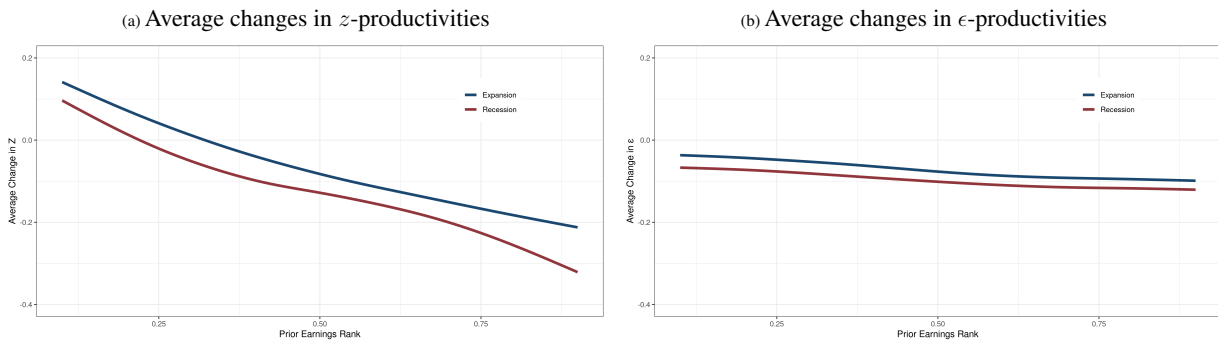 (a) Average changes in z-productivities
0.2
0.0
-0.2
-0.4
Average Change in Z
Expansion
Recession
0.25
0.50
0.75
Prior Earnings Rank
(b) Average changes in ϵ-productivities
0.2
0.0
-0.2
-0.4
Average Change in ε
Expansion
Recession
0.25
0.50
0.75
Prior Earnings Rank